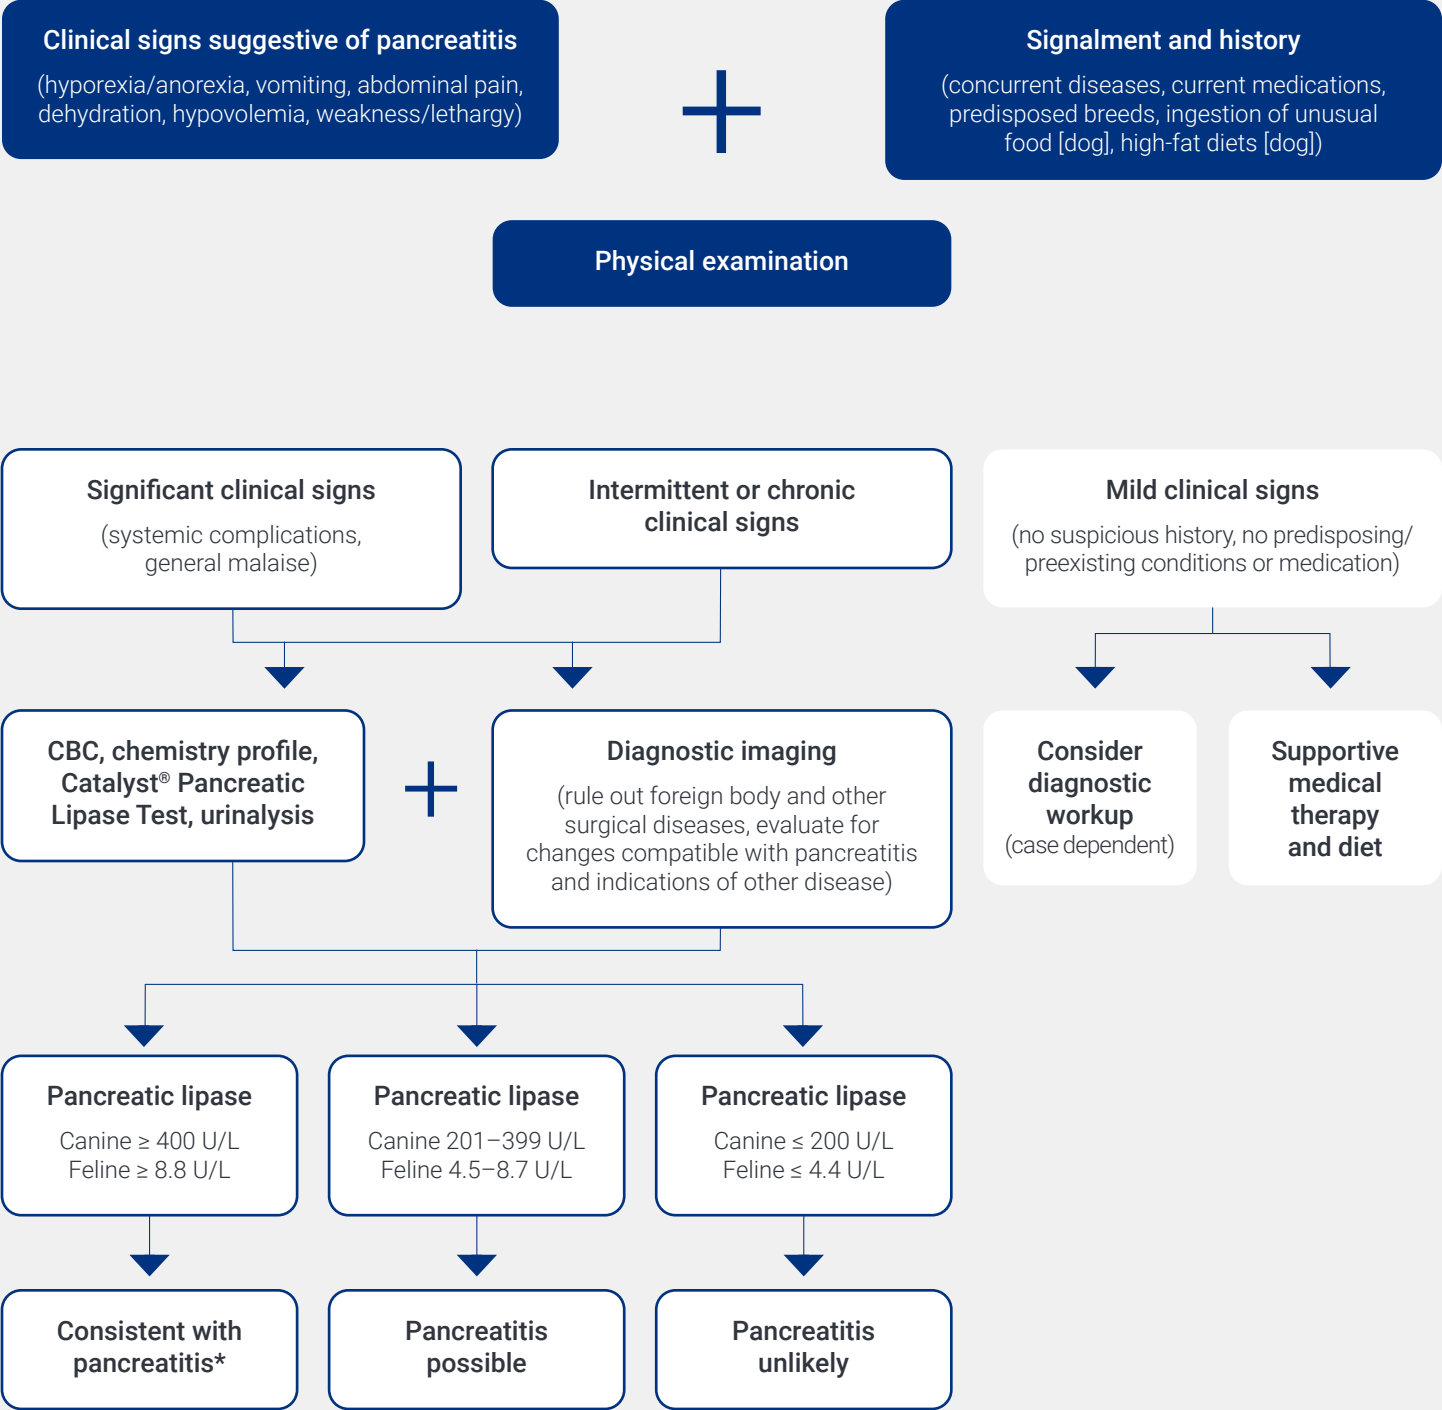 Clinical signs suggestive of pancreatitis
(hyporexia/anorexia, vomiting, abdominal pain,
dehydration, hypovolemia, weakness/lethargy)
Signalment and history
(concurrent diseases, current medications,
predisposed breeds, ingestion of unusual
food [dog], high-fat diets [dog])
Physical examination
Significant clinical signs
(systemic complications,
general malaise)
Intermittent or chronic
clinical signs
Mild clinical signs
(no suspicious history, no predisposing/
preexisting conditions or medication)
CBC, chemistry profile,
Catalyst® Pancreatic
Lipase Test, urinalysis
Diagnostic imaging
(rule out foreign body and other
surgical diseases, evaluate for
changes compatible with pancreatitis
and indications of other disease)
Consider
diagnostic
workup
(case dependent)
Supportive
medical
therapy
and diet
Pancreatic lipase
Canine ≥ 400 U/L
Feline ≥ 8.8 U/L
Pancreatic lipase
Canine 201–399 U/L
Feline 4.5–8.7 U/L
Pancreatic lipase
Canine ≤ 200 U/L
Feline ≤ 4.4 U/L
Consistent with
pancreatitis*
Pancreatitis
possible
Pancreatitis
unlikely